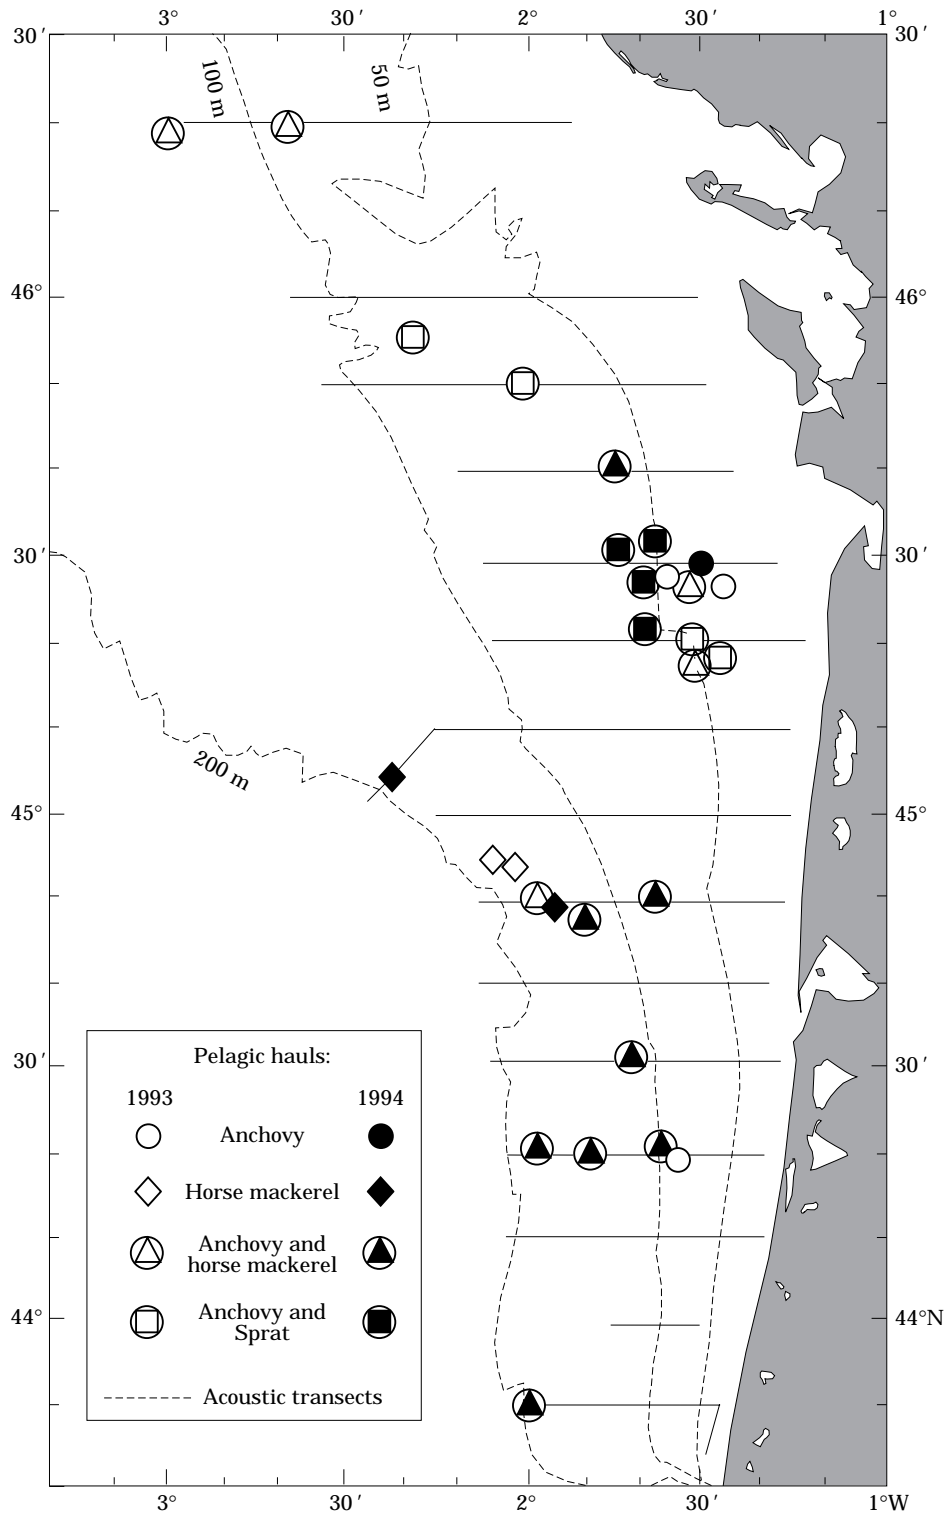 3° 30′ 2° 30′ 1°
30′ 30′
100 m
50 m
46° 46°
30′ 30′
200 m
45° 45°
Pelagic hauls:
30′ 30′
1993 1994
Anchovy
Horse mackerel
Anchovy and
horse mackerel
Anchovy and
Sprat
44° 44°N
Acoustic transects
3° 30′ 2° 30′ 1°W